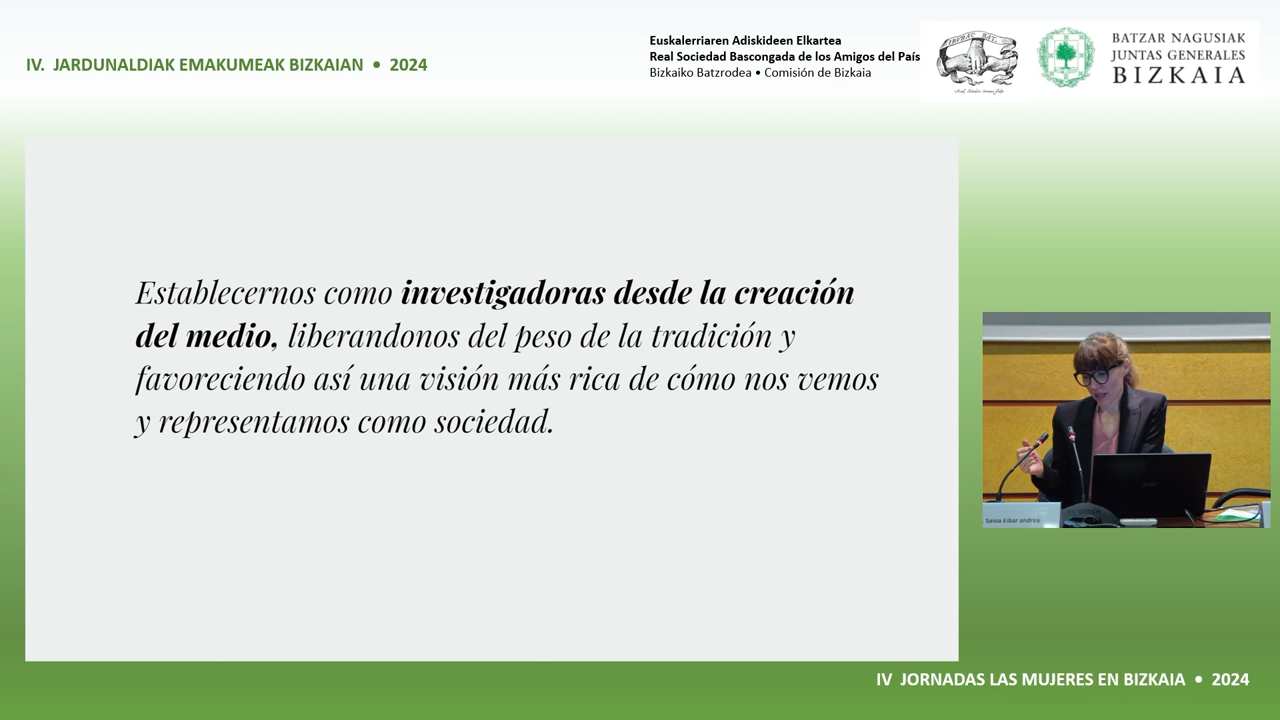 IV. JARDUNALDIAK EMAKUMEAK BIZKAIAN • 2024
Euskalerriaren Adiskideen Elkartea
Real Sociedad Bascongada de los Amigos del País
Bizkaiko Batzrodea • Comisión de Bizkaia
IRURAC BAT
BATZAR NAGUSIAK
JUNTAS GENERALES
BIZKAIA
Establecernos como investigadoras desde la creación
del medio, liberandonos del peso de la tradición y
favoreciendo así una visión más rica de cómo nos vemos
y representamos como sociedad.
Saioa Eibar andrea
IV JORNADAS LAS MUJERES EN BIZKAIA • 2024